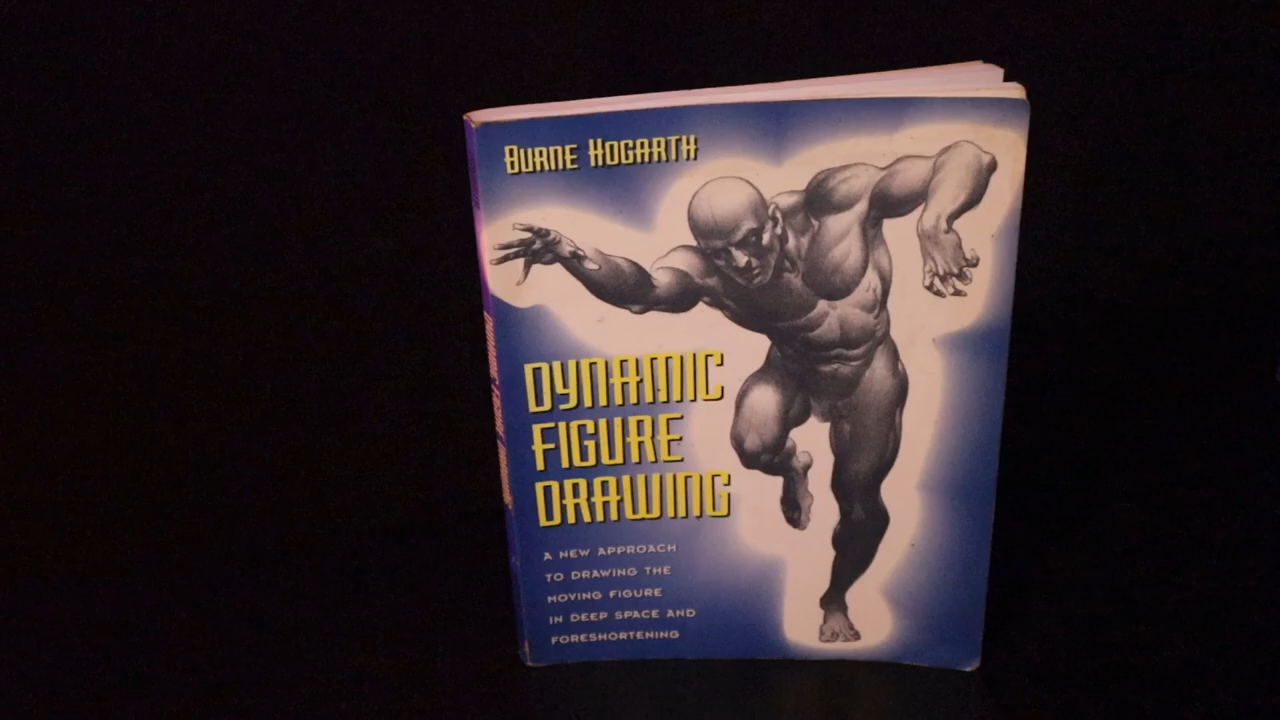 BURNE HOGARTH
DYNAMIC
FIGURE
DRAWING
A NEW APPROACH
TO DRAWING THE
MOVING FIGURE
IN DEEP SPACE AND
FORESHORTENING